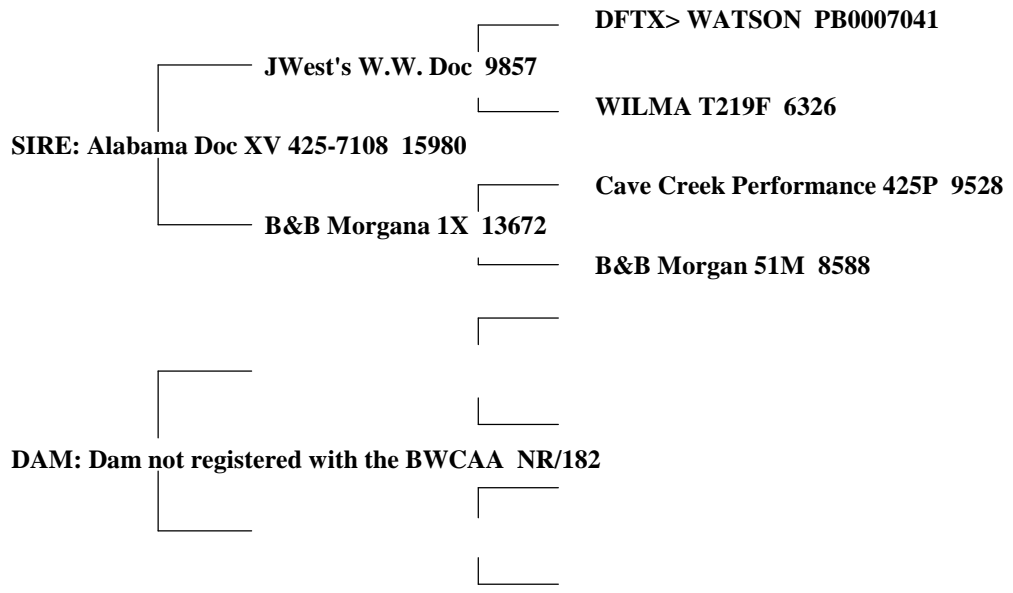 DFTX> WATSON PB0007041
JWest's W.W. Doc 9857
WILMA T219F 6326
SIRE: Alabama Doc XV 425-7108 15980
Cave Creek Performance 425P 9528
B&B Morgana 1X 13672
B&B Morgan 51M 8588
DAM: Dam not registered with the BWCAA NR/182